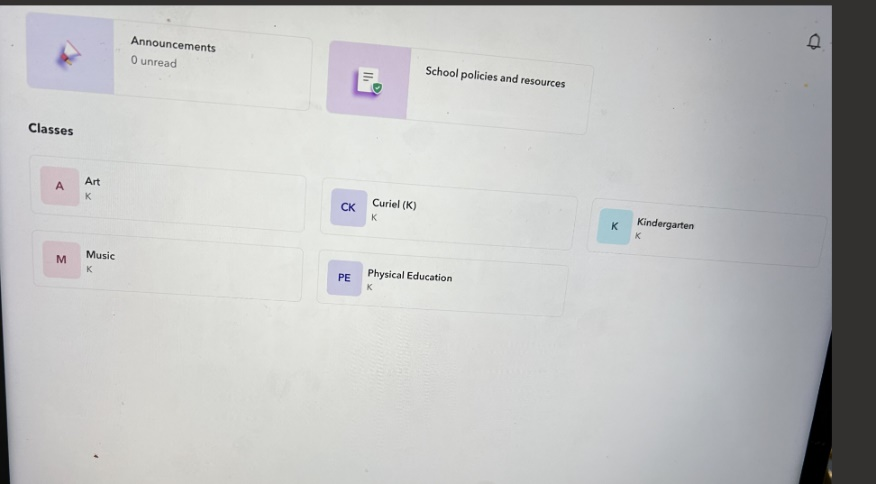 Announcements
0 unread
School policies and resources
Classes
A
Art
K
CK
Curiel (K)
K
K
Kindergarten
K
M
Music
K
PE
Physical Education
K